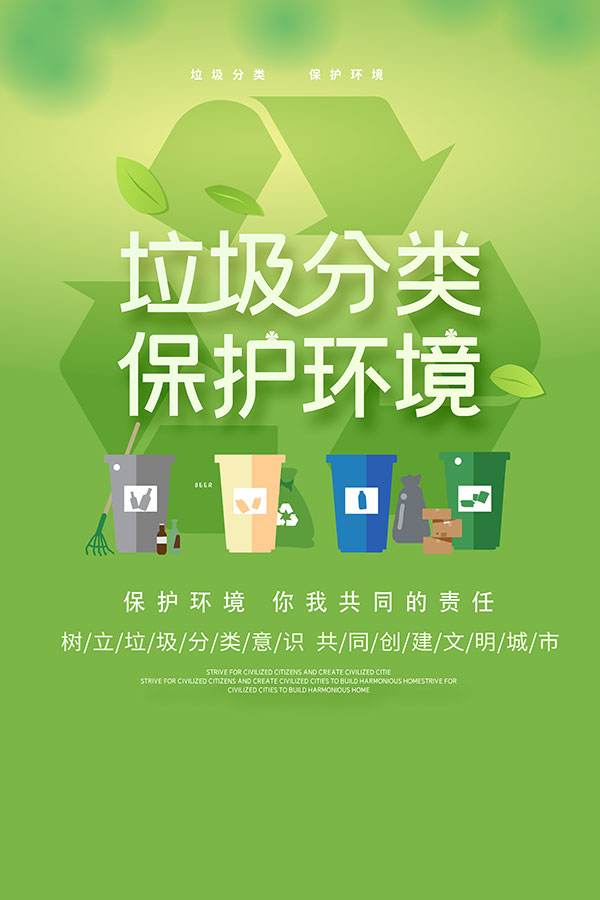 垃圾分类 保护环境
垃圾分类
保护环境
BEER
保护环境 你我共同的责任
树/立/垃/圾/分/类/意/识 共/同/创/建/文/明/城/市
STRIVE FOR CIVILIZED CITIZENS AND CREATE CIVILIZED CITIE
STRIVE FOR CIVILIZED CITIZENS AND CREATE CIVILIZED CITIES TO BUILD HARMONIOUS HOMESTRIVE FOR
CIVILIZED CITIES TO BUILD HARMONIOUS HOME